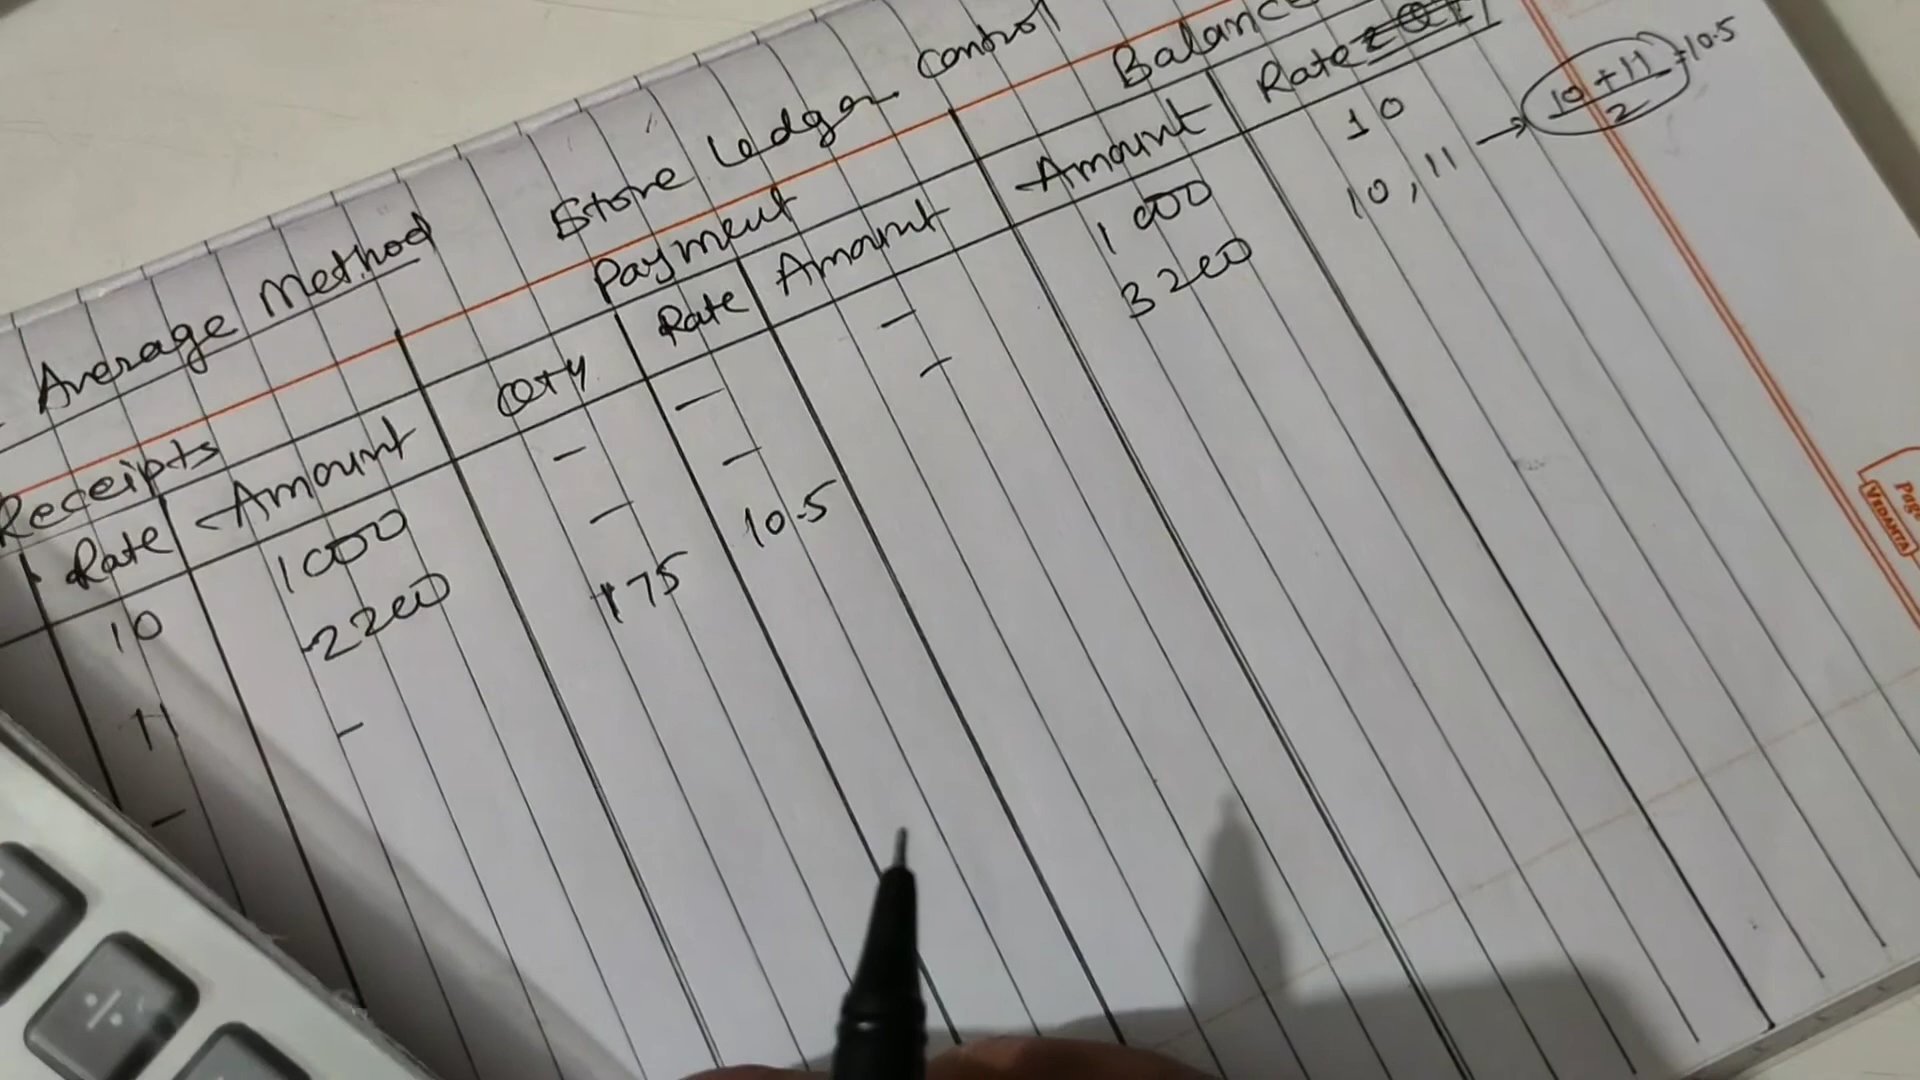 Average Method Store Ledger Control
Receipts Payment Balance
Rate Amount Qty Rate Amount Amount Rate
10 1000 - - - 1000 10
11 2200 - - - 3200 10, 11 → 10 + 11 / 2 = 10.5
- - 175 10.5
÷
VEDANTA